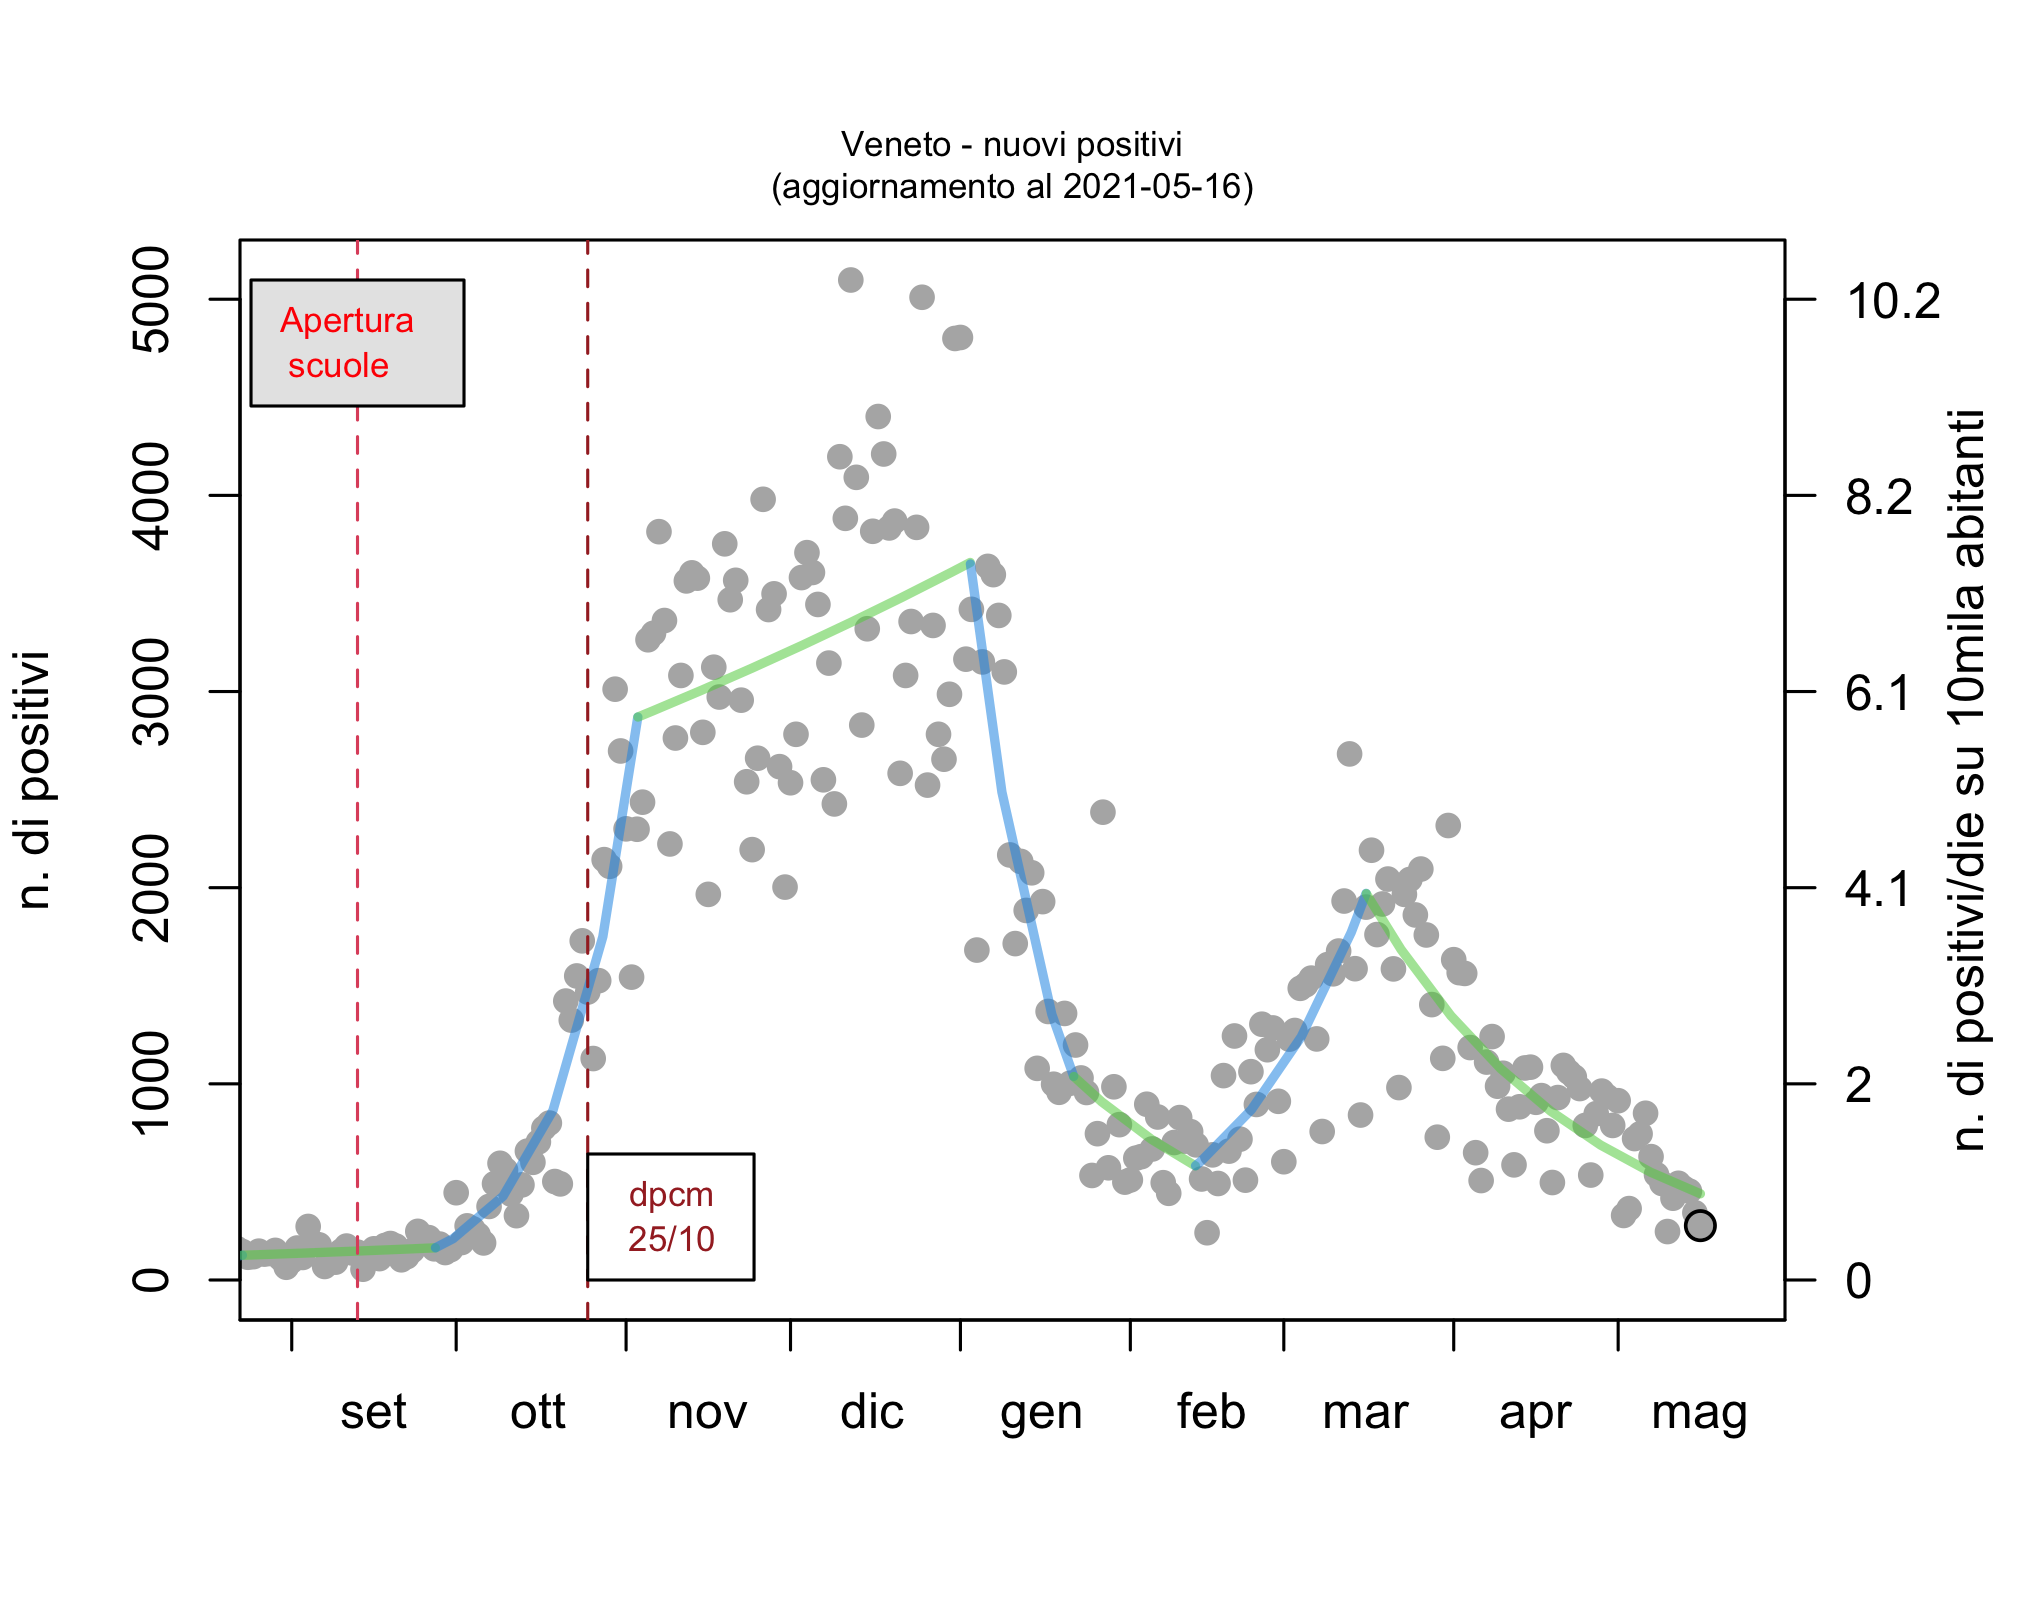 Veneto - nuovi positivi
(aggiornamento al 2021-05-16)
n. di positivi
5000
4000
3000
2000
1000
0
Apertura
scuole
dpcm
25/10
10.2
8.2
6.1
4.1
2
0
n. di positivi/die su 10mila abitanti
set ott nov dic gen feb mar apr mag